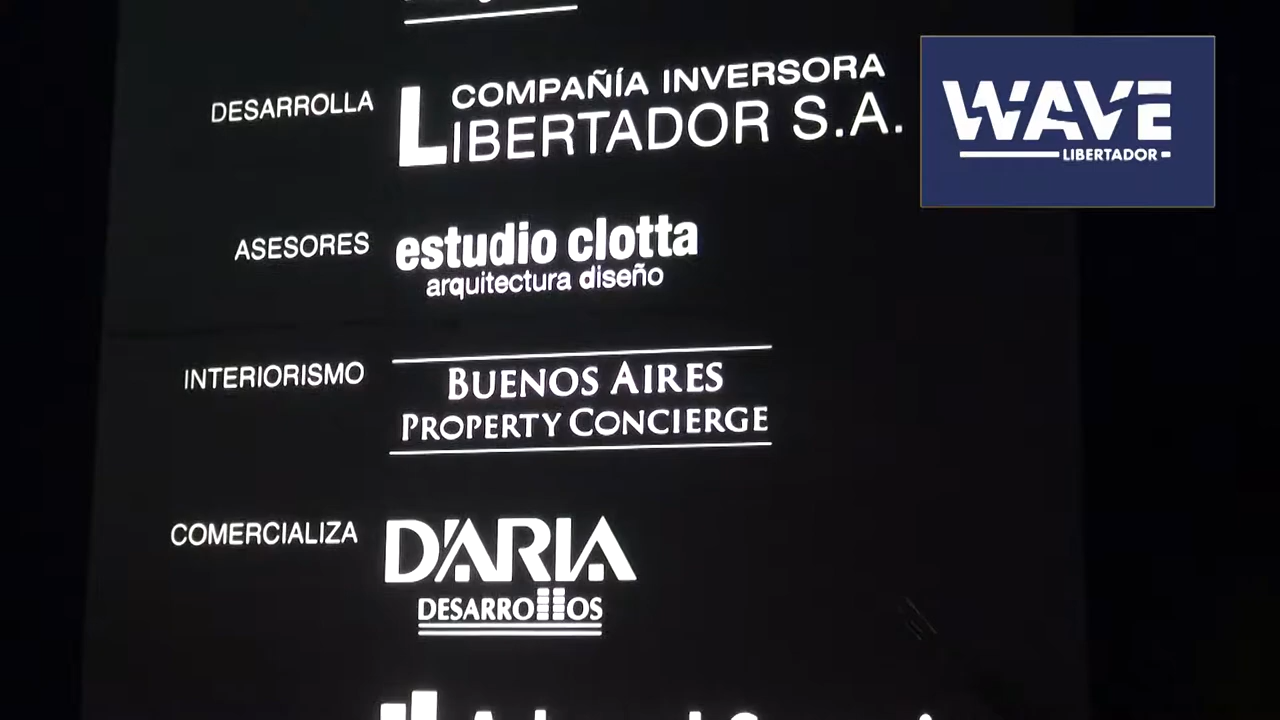 DESARROLLA
COMPAÑÍA INVERSORA
LIBERTADOR S.A.
WAVE
LIBERTADOR
ASESORES
estudio clotta
arquitectura diseño
INTERIORISMO
BUENOS AIRES
PROPERTY CONCIERGE
COMERCIALIZA
D'ARIA
DESARROLLOS